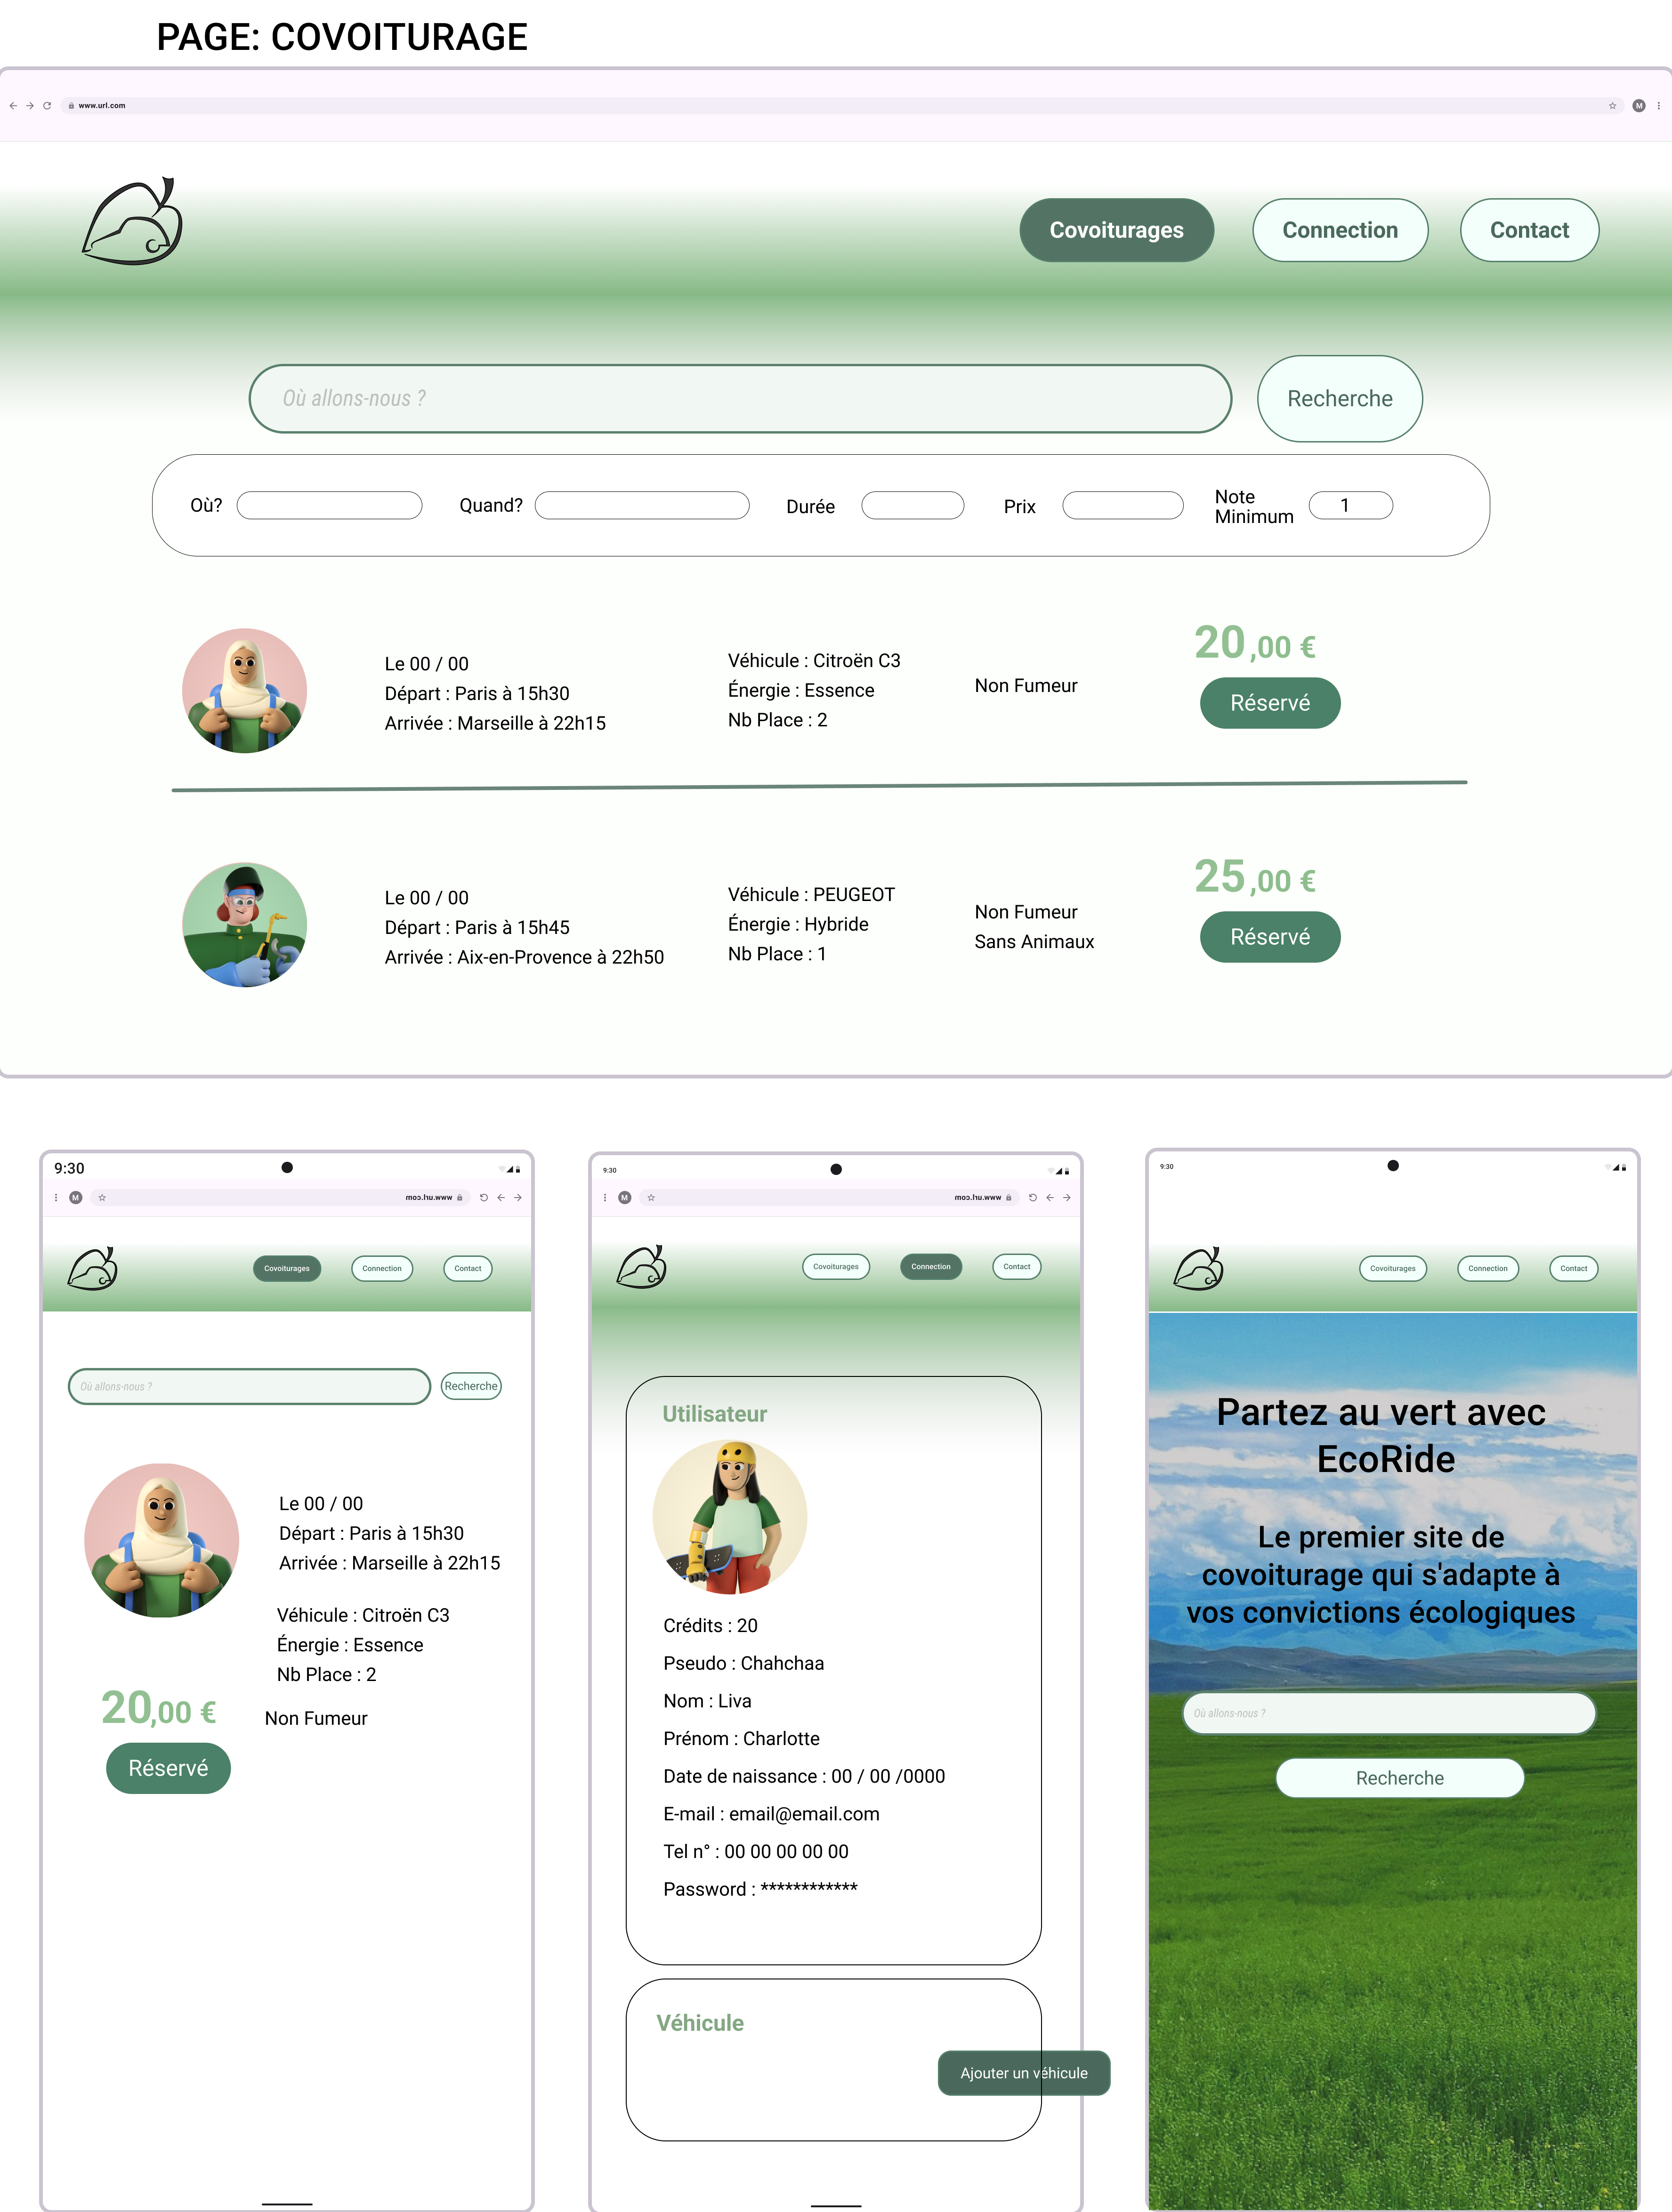 PAGE: COVOITURAGE
www.url.com
M
Covoiturages
Connection
Contact
Où allons-nous ?
Recherche
Où?
Quand?
Durée
Prix
Note
Minimum
1
Le 00 / 00
Départ : Paris à 15h30
Arrivée : Marseille à 22h15
Véhicule : Citroën C3
Énergie : Essence
Nb Place : 2
Non Fumeur
20,00 €
Réservé
Le 00 / 00
Départ : Paris à 15h45
Arrivée : Aix-en-Provence à 22h50
Véhicule : PEUGEOT
Énergie : Hybride
Nb Place : 1
Non Fumeur
Sans Animaux
25,00 €
Réservé
9:30
M
www.url.com
Covoiturages
Connection
Contact
Où allons-nous ?
Recherche
Le 00 / 00
Départ : Paris à 15h30
Arrivée : Marseille à 22h15
Véhicule : Citroën C3
Énergie : Essence
Nb Place : 2
20,00 €
Non Fumeur
Réservé
9:30
M
www.url.com
Covoiturages
Connection
Contact
Utilisateur
Crédits : 20
Pseudo : Chahchaa
Nom : Liva
Prénom : Charlotte
Date de naissance : 00 / 00 /0000
E-mail : email@email.com
Tel n° : 00 00 00 00 00
Password : ************
Véhicule
Ajouter un véhicule
9:30
Covoiturages
Connection
Contact
Partez au vert avec
EcoRide
Le premier site de
covoiturage qui s'adapte à
vos convictions écologiques
Où allons-nous ?
Recherche